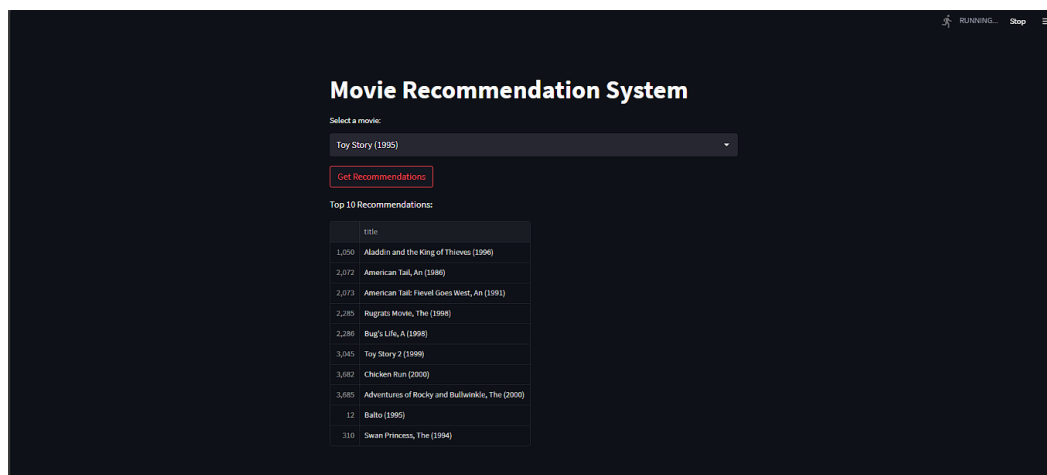 RUNNING... Stop
Movie Recommendation System
Select a movie:
Toy Story (1995)
Get Recommendations
Top 10 Recommendations:
title
1,050 Aladdin and the King of Thieves (1996)
2,072 American Tail, An (1986)
2,073 American Tail: Fievel Goes West, An (1991)
2,285 Rugrats Movie, The (1998)
2,286 Bug's Life, A (1998)
3,045 Toy Story 2 (1999)
3,682 Chicken Run (2000)
3,685 Adventures of Rocky and Bullwinkle, The (2000)
12 Balto (1995)
310 Swan Princess, The (1994)